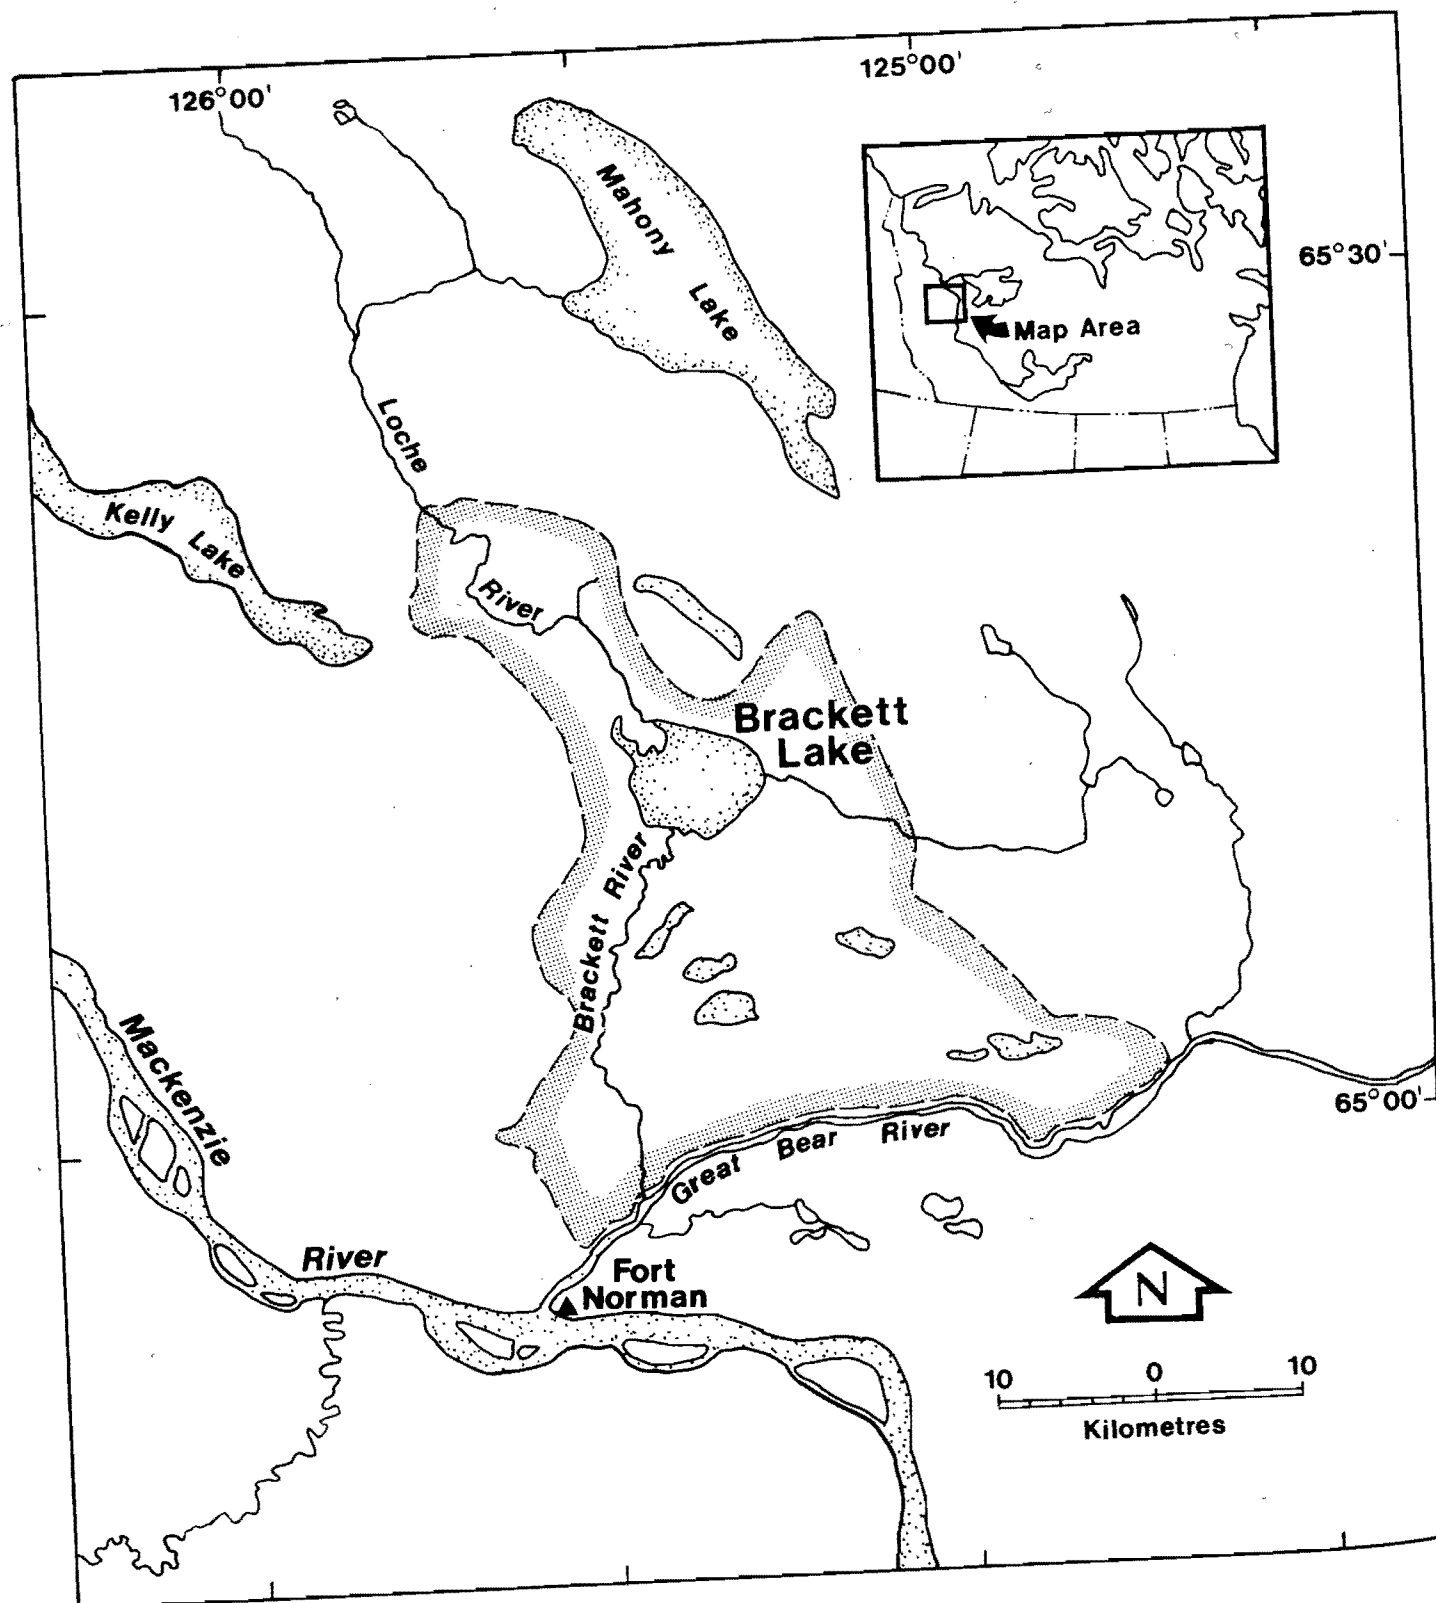 126°00'
125°00'
Mahony Lake
65°30'
Map Area
Loche
Kelly Lake
River
Brackett
Lake
Brackett River
Mackenzie
65°00'
Great Bear River
River
Fort
Norman
N
10 0 10
Kilometres